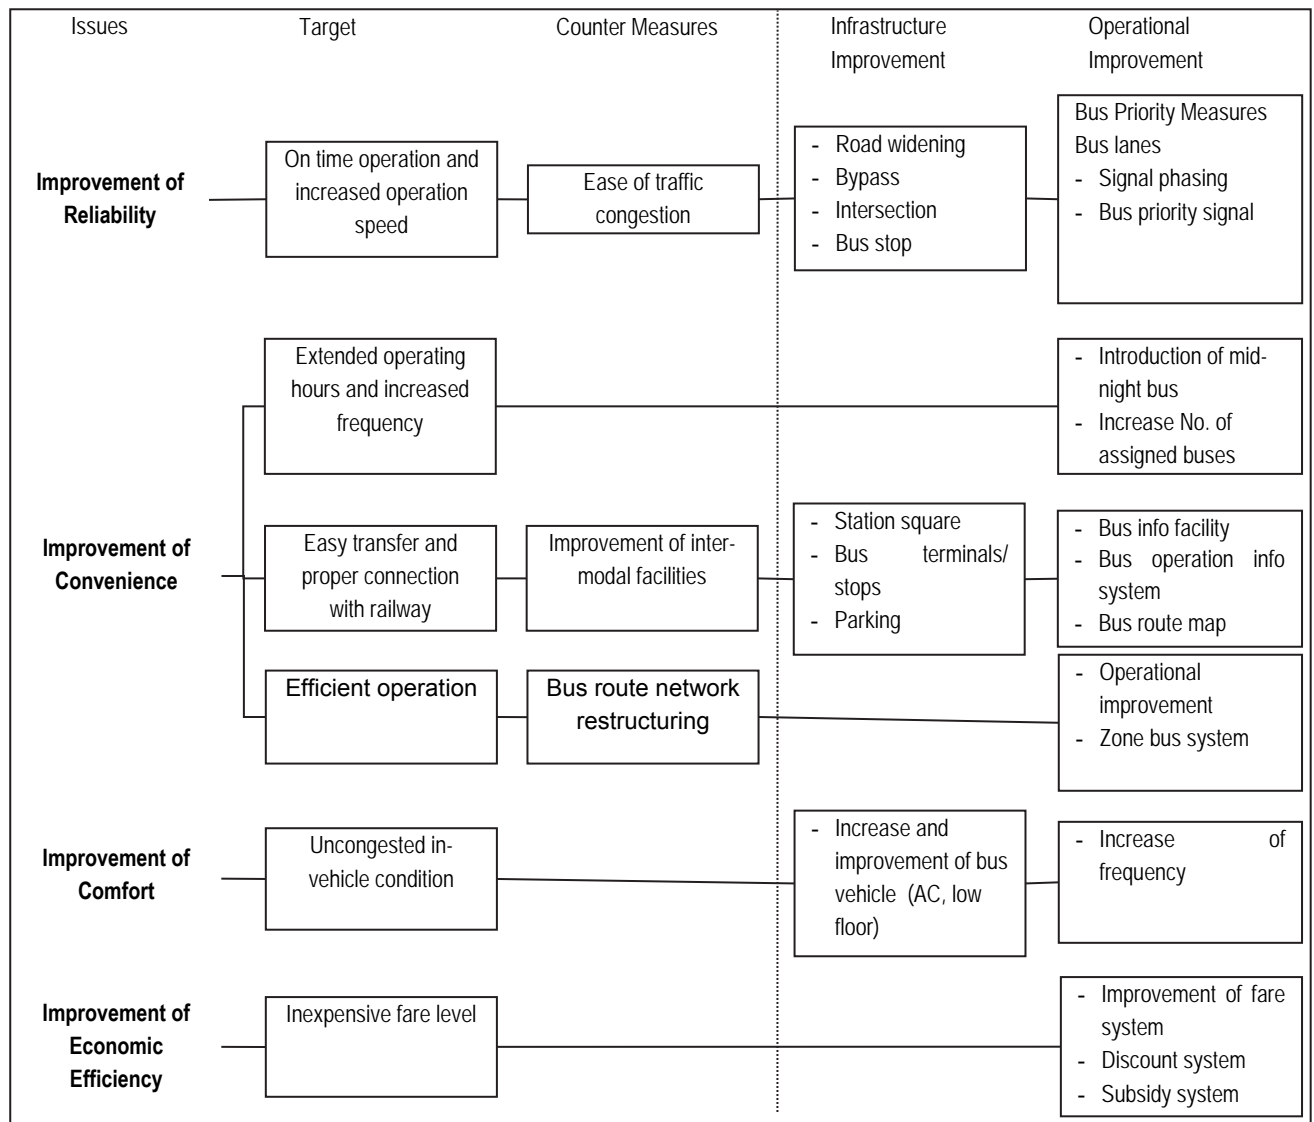 Issues
Target
Counter Measures
Infrastructure
Improvement
Operational
Improvement
Improvement of
Reliability
On time operation and
increased operation
speed
Ease of traffic
congestion
- Road widening
- Bypass
- Intersection
- Bus stop
Bus Priority Measures
Bus lanes
- Signal phasing
- Bus priority signal
Improvement of
Convenience
Extended operating
hours and increased
frequency
- Introduction of mid-
night bus
- Increase No. of
assigned buses
Easy transfer and
proper connection
with railway
Improvement of inter-
modal facilities
- Station square
- Bus terminals/
stops
- Parking
- Bus info facility
- Bus operation info
system
- Bus route map
Efficient operation
Bus route network
restructuring
- Operational
improvement
- Zone bus system
Improvement of
Comfort
Uncongested in-
vehicle condition
- Increase and
improvement of bus
vehicle (AC, low
floor)
- Increase of
frequency
Improvement of
Economic
Efficiency
Inexpensive fare level
- Improvement of fare
system
- Discount system
- Subsidy system